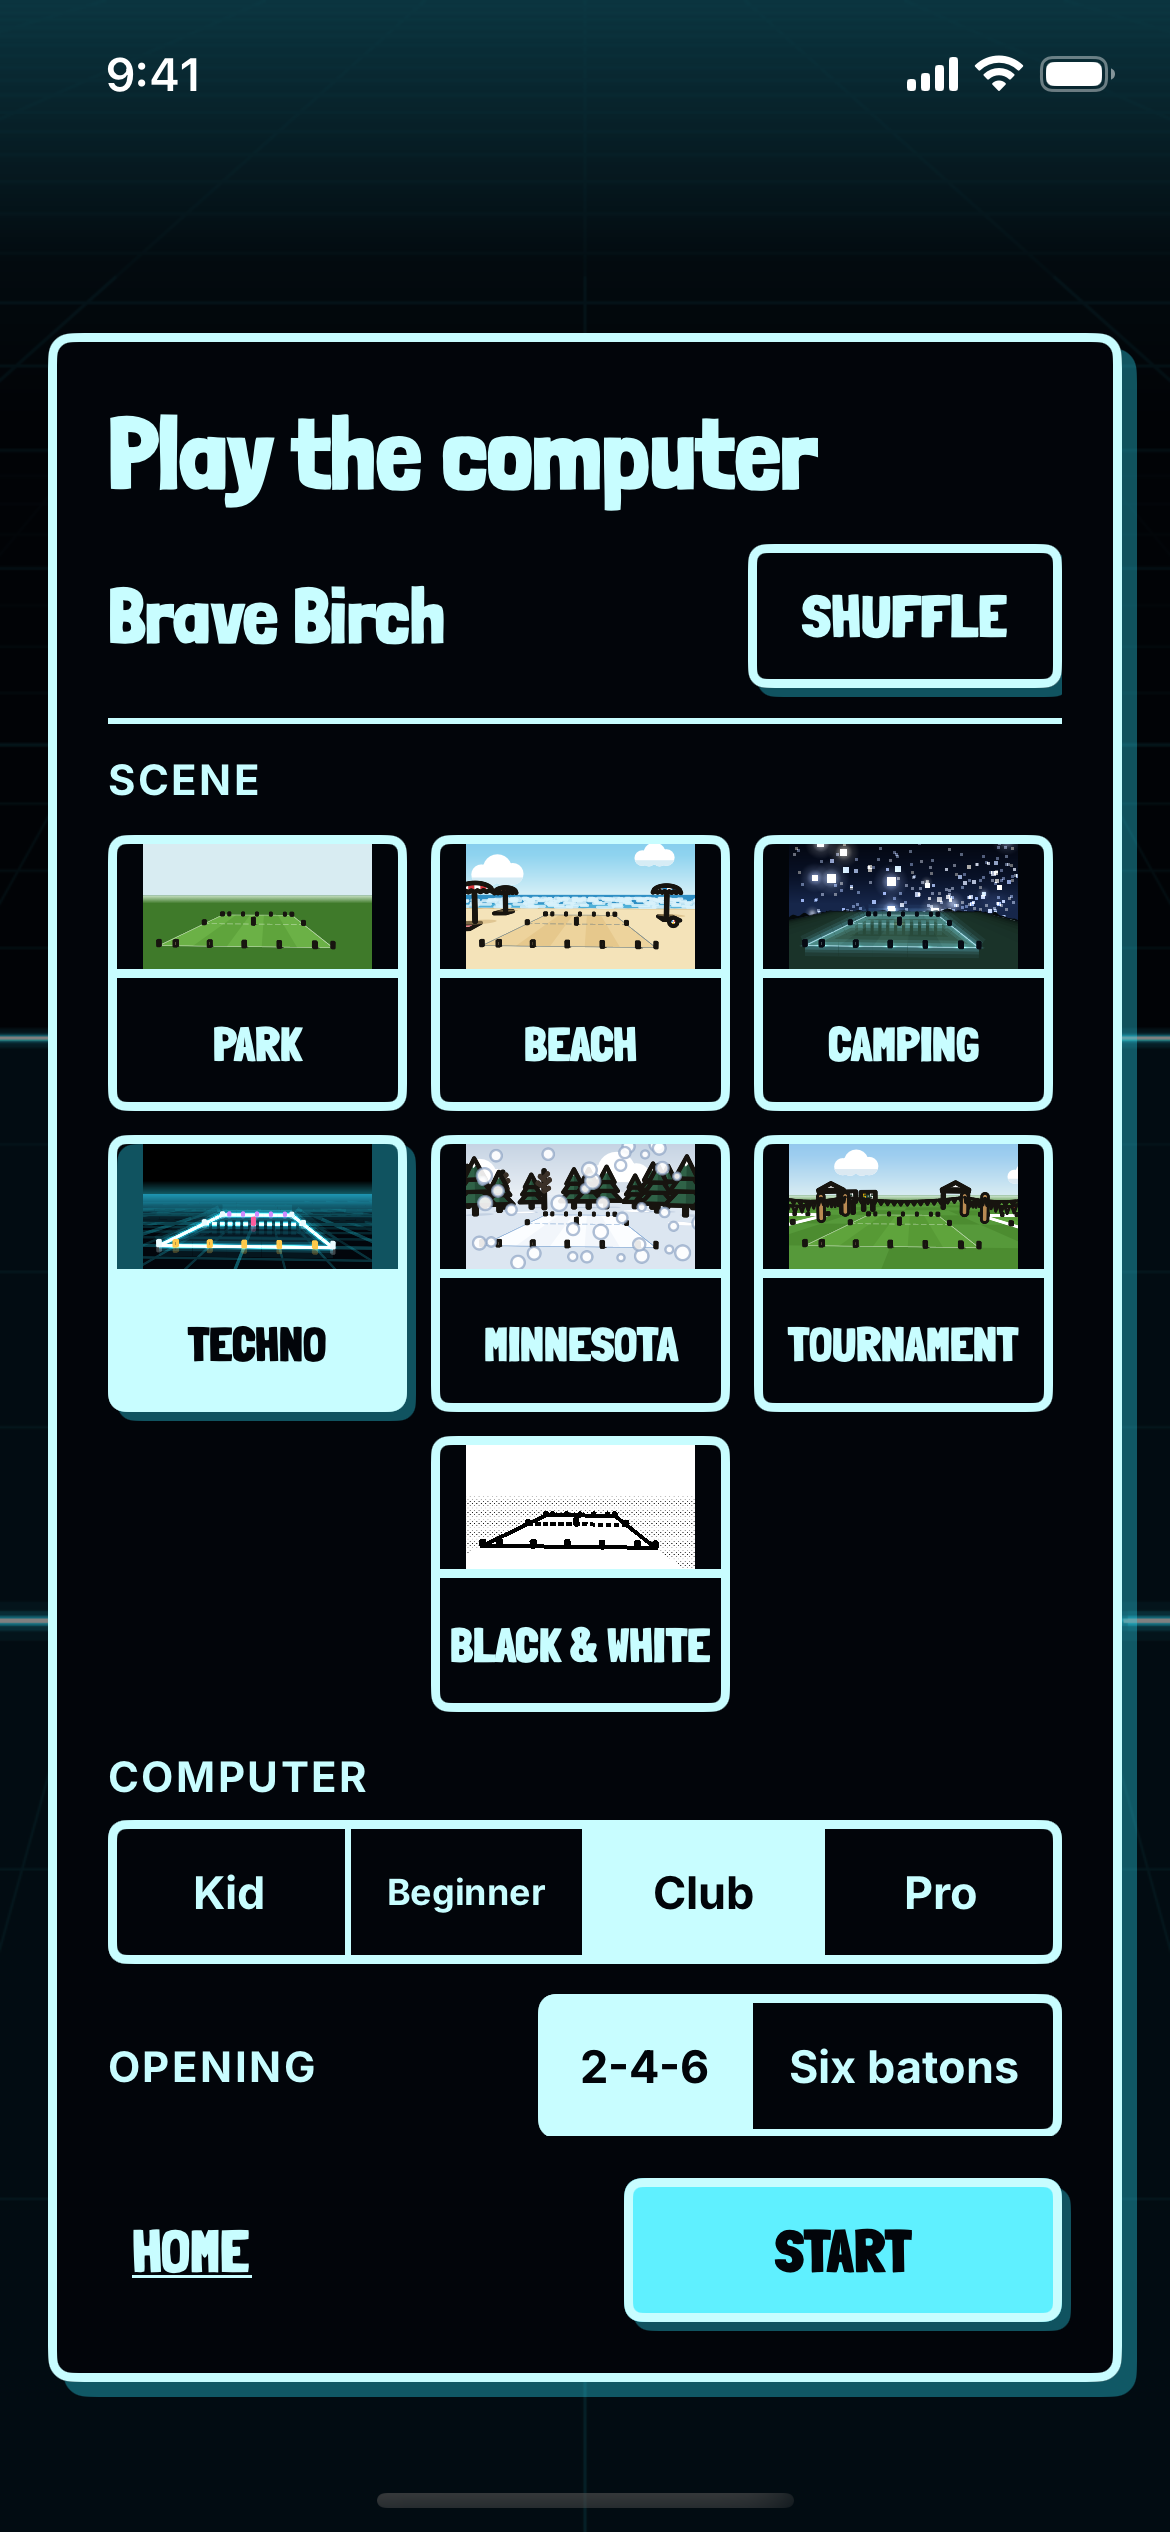 9:41
Play the computer
Brave Birch
SHUFFLE
SCENE
PARK
BEACH
CAMPING
TECHNO
MINNESOTA
TOURNAMENT
BLACK & WHITE
COMPUTER
Kid
Beginner
Club
Pro
OPENING
2-4-6
Six batons
HOME
START